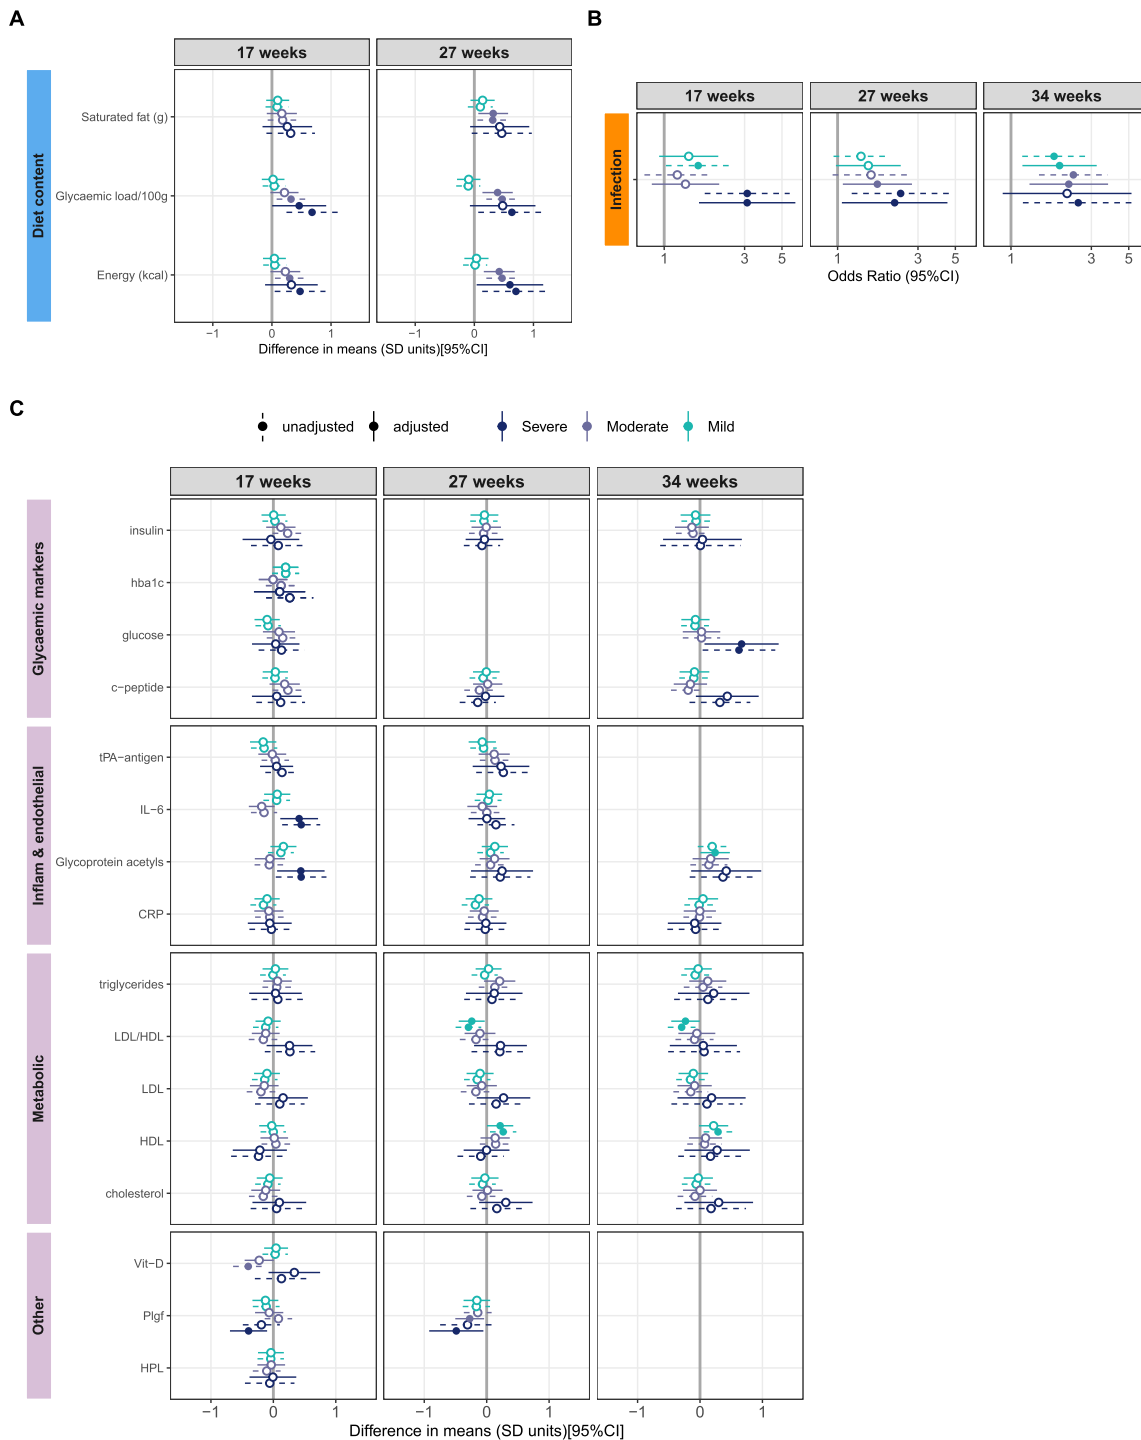 A
17 weeks
27 weeks
Diet content
Saturated fat (g)
Glycaemic load/100g
Energy (kcal)
−1
0
1
−1
0
1
Difference in means (SD units)[95%CI]
B
17 weeks
27 weeks
34 weeks
Infection
1
3
5
1
3
5
1
3
5
Odds Ratio (95%CI)
C
unadjusted
adjusted
Severe
Moderate
Mild
17 weeks
27 weeks
34 weeks
Glycaemic markers
insulin
hba1c
glucose
c−peptide
Inflam & endothelial
tPA−antigen
IL−6
Glycoprotein acetyls
CRP
Metabolic
triglycerides
LDL/HDL
LDL
HDL
cholesterol
Other
Vit−D
Plgf
HPL
−1
0
1
−1
0
1
−1
0
1
Difference in means (SD units)[95%CI]